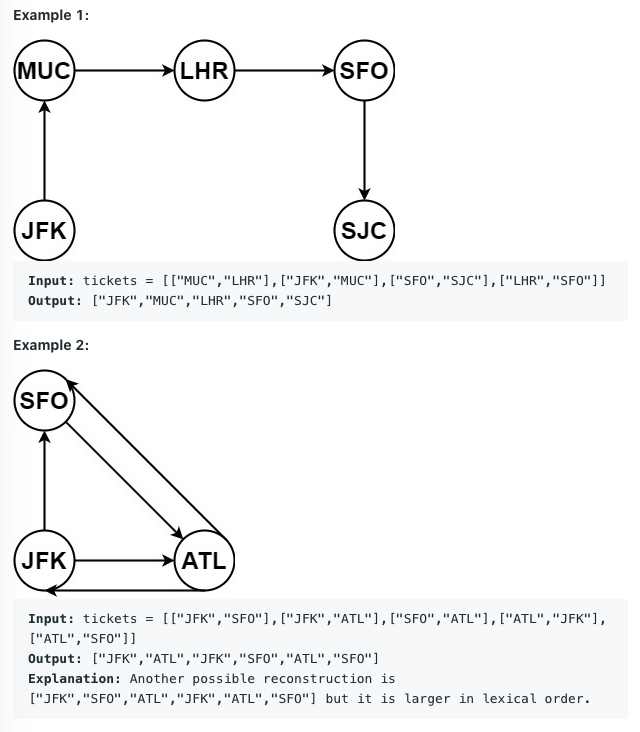 Example 1:
MUC LHR SFO
JFK SJC
Input: tickets = [["MUC","LHR"],["JFK","MUC"],["SFO","SJC"],["LHR","SFO"]]
Output: ["JFK","MUC","LHR","SFO","SJC"]
Example 2:
SFO
JFK ATL
Input: tickets = [["JFK","SFO"],["JFK","ATL"],["SFO","ATL"],["ATL","JFK"],
["ATL","SFO"]]
Output: ["JFK","ATL","JFK","SFO","ATL","SFO"]
Explanation: Another possible reconstruction is
["JFK","SFO","ATL","JFK","ATL","SFO"] but it is larger in lexical order.